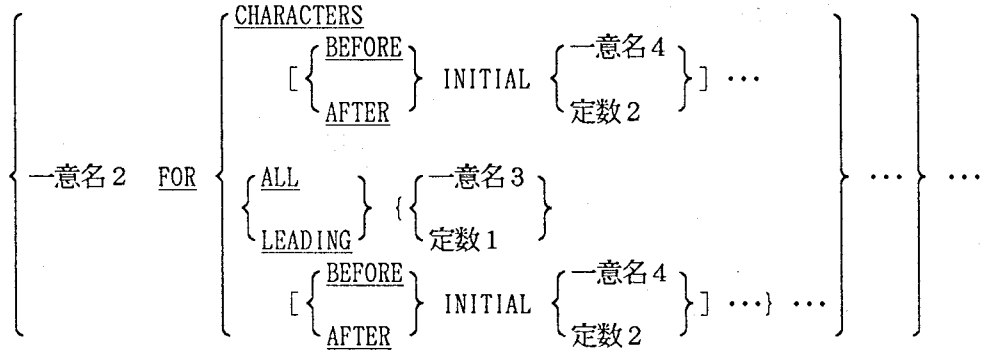 CHARACTERS
BEFORE 一意名4
[ INITIAL ] …
AFTER 定数2
一意名2 FOR ALL 一意名3 … …
{
LEADING 定数1
BEFORE 一意名4
[ INITIAL ] …} …
AFTER 定数2